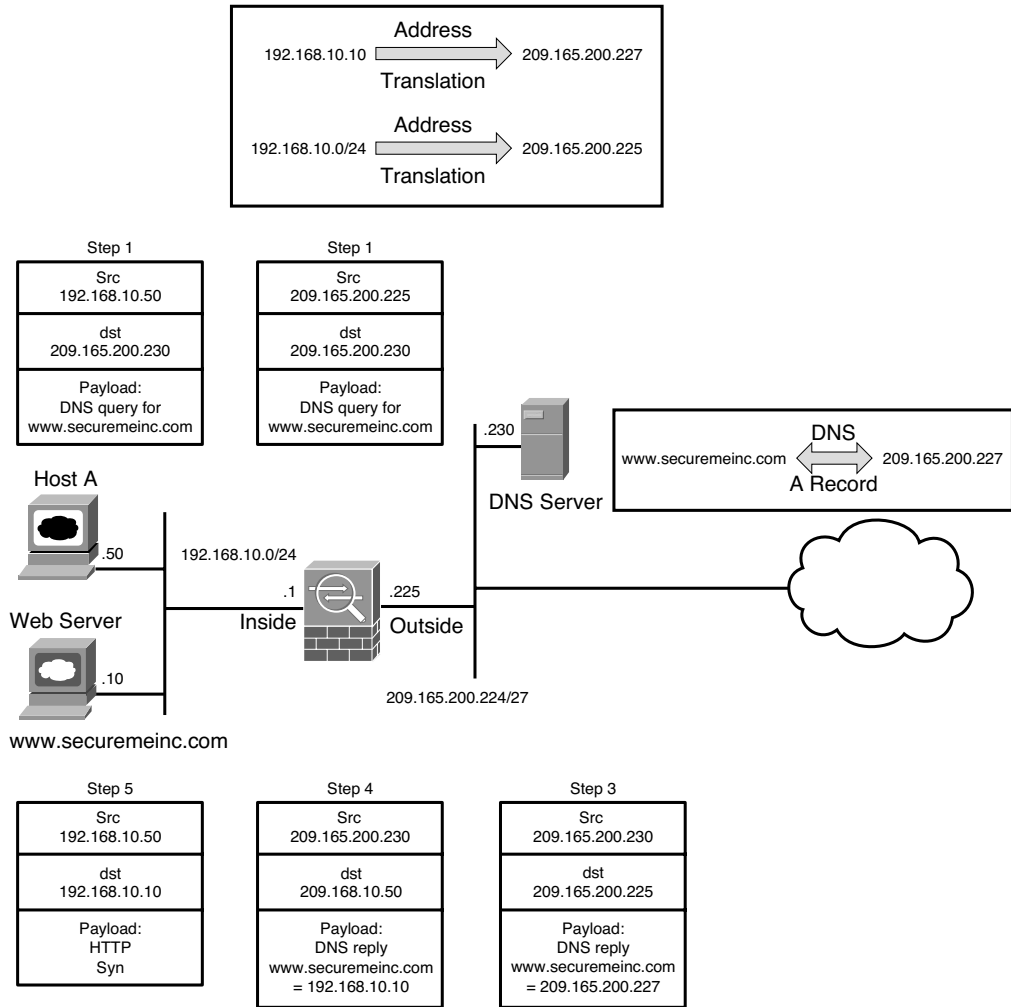 Address
192.168.10.10 209.165.200.227
Translation
Address
192.168.10.0/24 209.165.200.225
Translation
Step 1
Src
192.168.10.50
dst
209.165.200.230
Payload:
DNS query for
www.securemeinc.com
Step 1
Src
209.165.200.225
dst
209.165.200.230
Payload:
DNS query for
www.securemeinc.com
.230
DNS Server
DNS
www.securemeinc.com 209.165.200.227
A Record
Host A
.50
192.168.10.0/24
.1
.225
Inside
Outside
Web Server
.10
209.165.200.224/27
www.securemeinc.com
Step 5
Src
192.168.10.50
dst
192.168.10.10
Payload:
HTTP
Syn
Step 4
Src
209.165.200.230
dst
209.168.10.50
Payload:
DNS reply
www.securemeinc.com
= 192.168.10.10
Step 3
Src
209.165.200.230
dst
209.165.200.225
Payload:
DNS reply
www.securemeinc.com
= 209.165.200.227